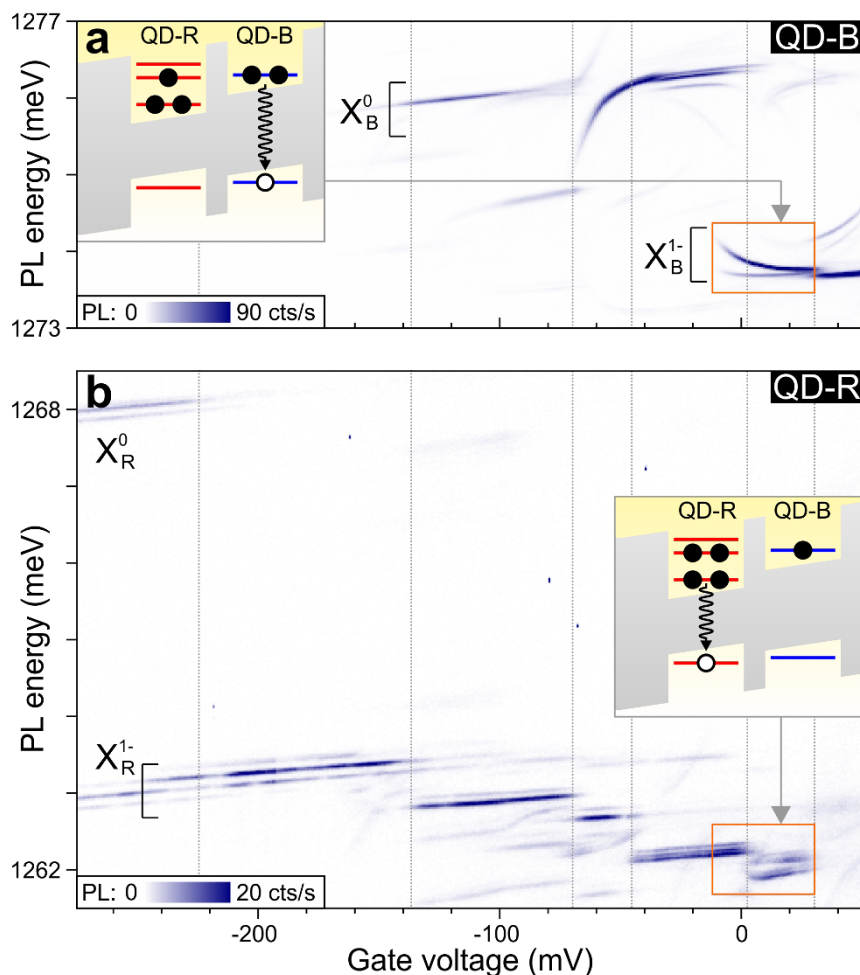 1277
a
QD-R
QD-B
QD-B
X_B^0
PL energy (meV)
X_B^{1-}
PL: 0
90 cts/s
1273
b
QD-R
1268
X_R^0
QD-R
QD-B
PL energy (meV)
X_R^{1-}
1262
PL: 0
20 cts/s
-200
-100
0
Gate voltage (mV)